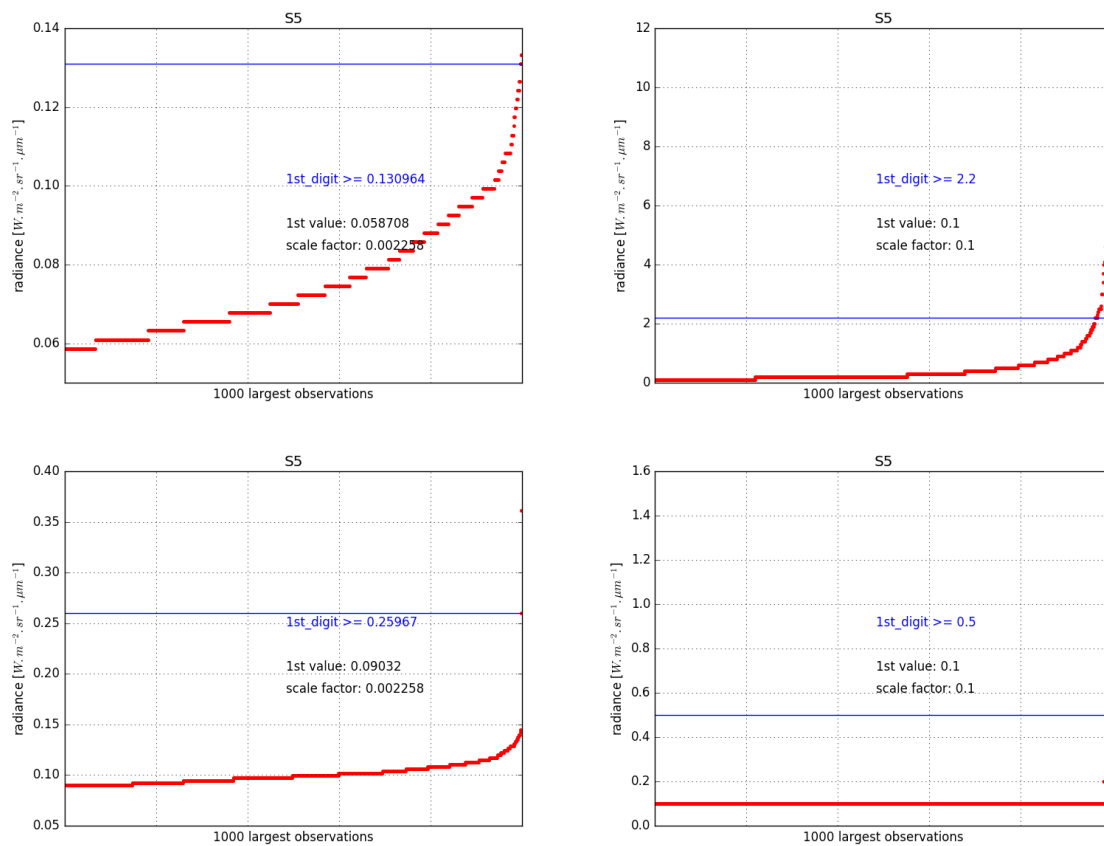 S5
0.14
0.12
0.10
0.08
0.06
radiance [W.m⁻².sr⁻¹.μm⁻¹]
1st_digit >= 0.130964
1st value: 0.058708
scale factor: 0.002258
1000 largest observations
S5
12
10
8
6
4
2
0
radiance [W.m⁻².sr⁻¹.μm⁻¹]
1st_digit >= 2.2
1st value: 0.1
scale factor: 0.1
1000 largest observations
S5
0.40
0.35
0.30
0.25
0.20
0.15
0.10
0.05
radiance [W.m⁻².sr⁻¹.μm⁻¹]
1st_digit >= 0.25967
1st value: 0.09032
scale factor: 0.002258
1000 largest observations
S5
1.6
1.4
1.2
1.0
0.8
0.6
0.4
0.2
0.0
radiance [W.m⁻².sr⁻¹.μm⁻¹]
1st_digit >= 0.5
1st value: 0.1
scale factor: 0.1
1000 largest observations